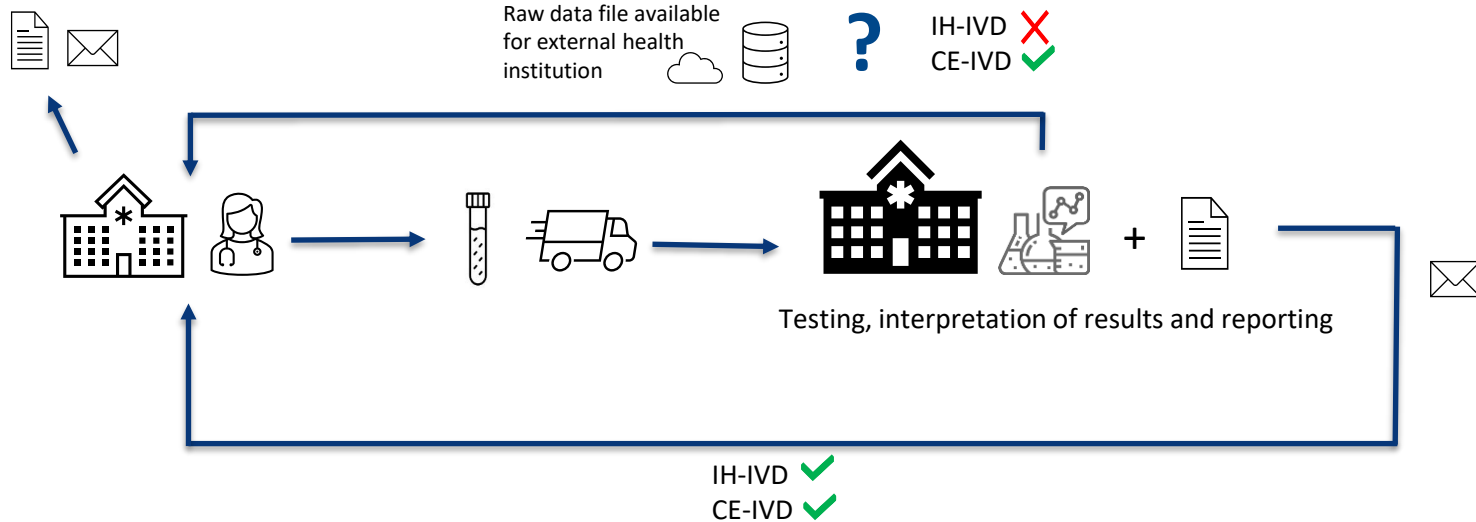 Raw data file available
for external health
institution
?
IH-IVD
CE-IVD
+
Testing, interpretation of results and reporting
IH-IVD
CE-IVD